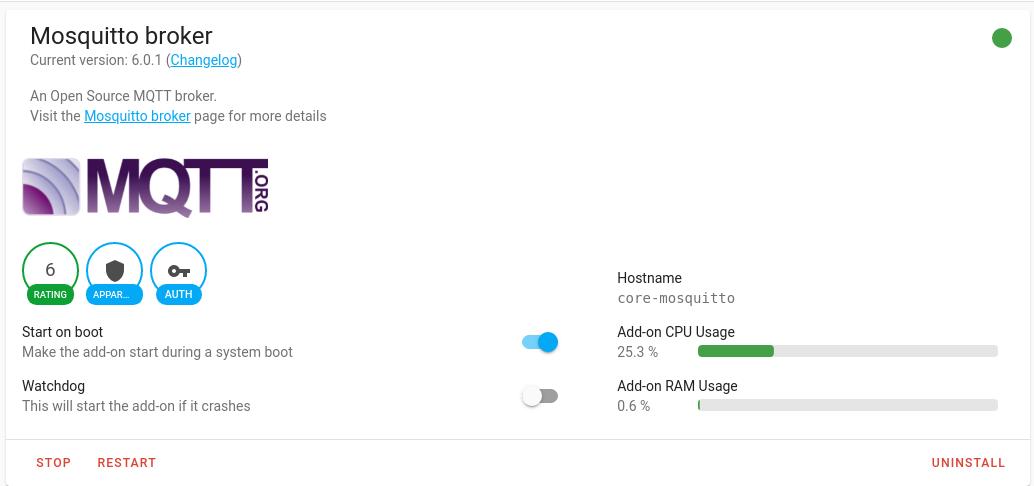 Mosquitto broker
Current version: 6.0.1 (Changelog)
An Open Source MQTT broker.
Visit the Mosquitto broker page for more details
MQTT.ORG
6
RATING
APPAR...
AUTH
Hostname
core-mosquitto
Start on boot
Make the add-on start during a system boot
Add-on CPU Usage
25.3 %
Watchdog
This will start the add-on if it crashes
Add-on RAM Usage
0.6 %
STOP RESTART UNINSTALL